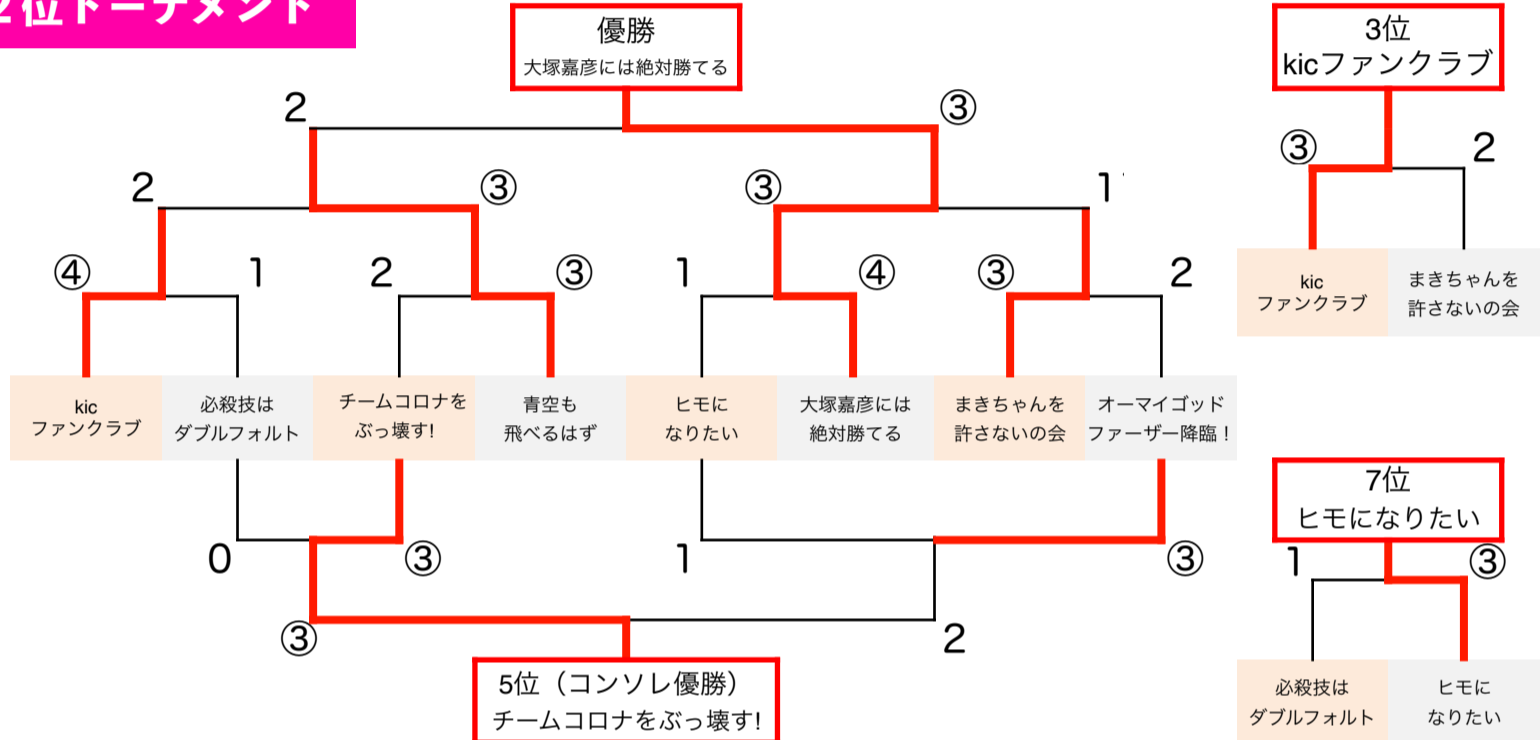 2位トーナメント
優勝
大塚嘉彦には絶対勝てる
3位
kicファンクラブ
2
③
③
2
2
③
③
1
④
1
2
③
1
④
③
2
kic
ファンクラブ
まきちゃんを
許さないの会
kic
ファンクラブ
必殺技は
ダブルフォルト
チームコロナを
ぶっ壊す!
青空も
飛べるはず
ヒモに
なりたい
大塚嘉彦には
絶対勝てる
まきちゃんを
許さないの会
オーマイゴッド
ファーザー降臨!
7位
ヒモになりたい
0
③
1
③
1
③
③
2
5位(コンソレ優勝)
チームコロナをぶっ壊す!
必殺技は
ダブルフォルト
ヒモに
なりたい